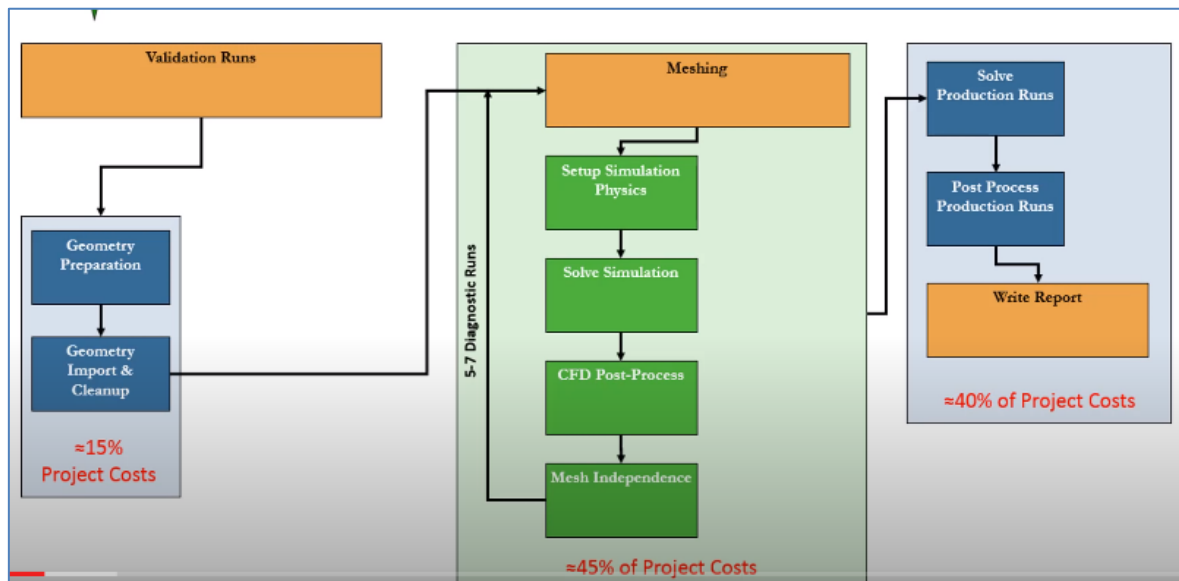 Validation Runs
Geometry
Preparation
Geometry
Import &
Cleanup
≈15%
Project Costs
5-7 Diagnostic Runs
Meshing
Setup Simulation
Physics
Solve Simulation
CFD Post-Process
Mesh Independence
≈45% of Project Costs
Solve
Production Runs
Post Process
Production Runs
Write Report
≈40% of Project Costs